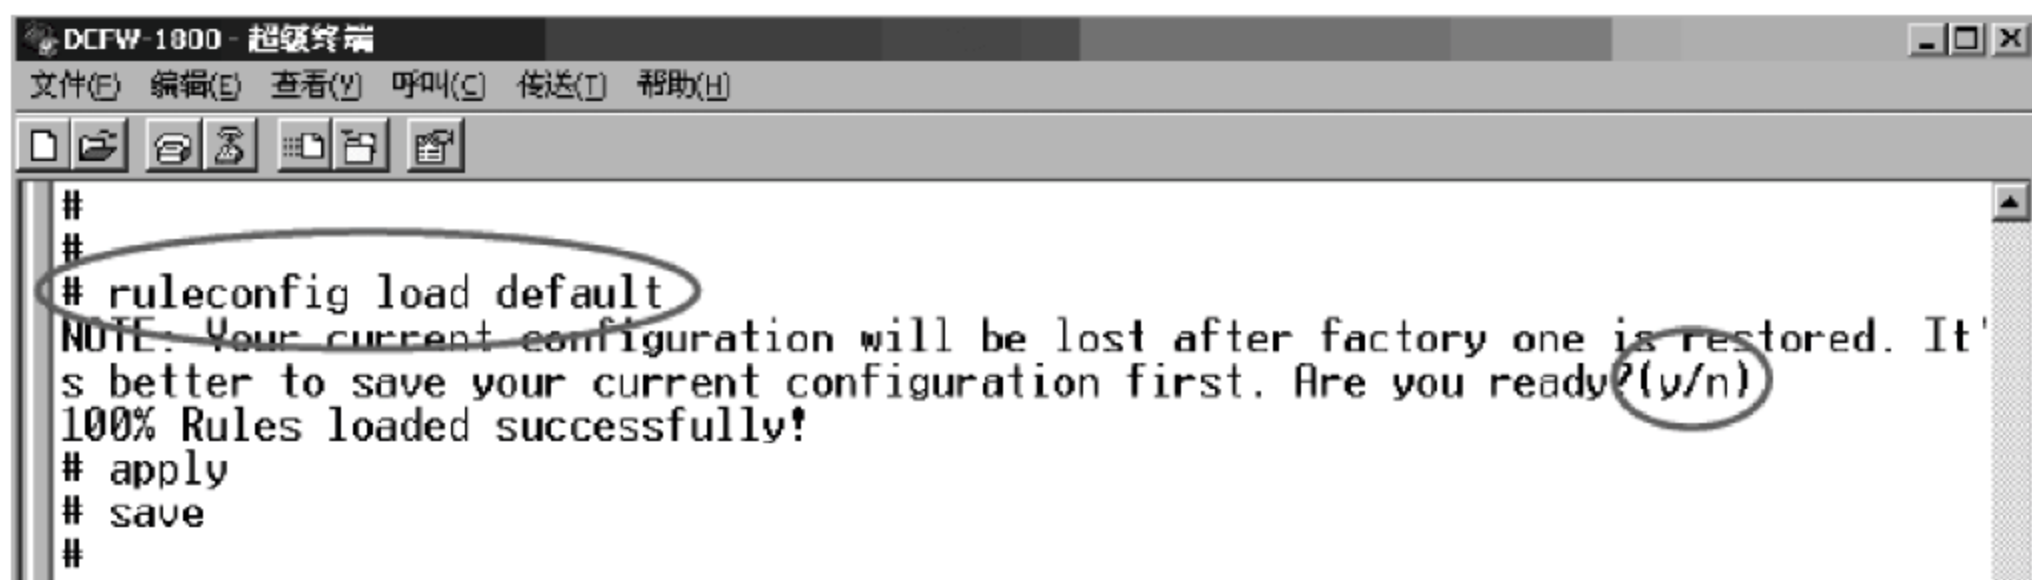 DCFW-1800 - 超级终端
文件(F) 编辑(E) 查看(V) 呼叫(C) 传送(T) 帮助(H)
#
#
# ruleconfig load default
NOTE: Your current configuration will be lost after factory one is restored. It'
s better to save your current configuration first. Are you ready?(y/n)
100% Rules loaded successfully!
# apply
# save
#